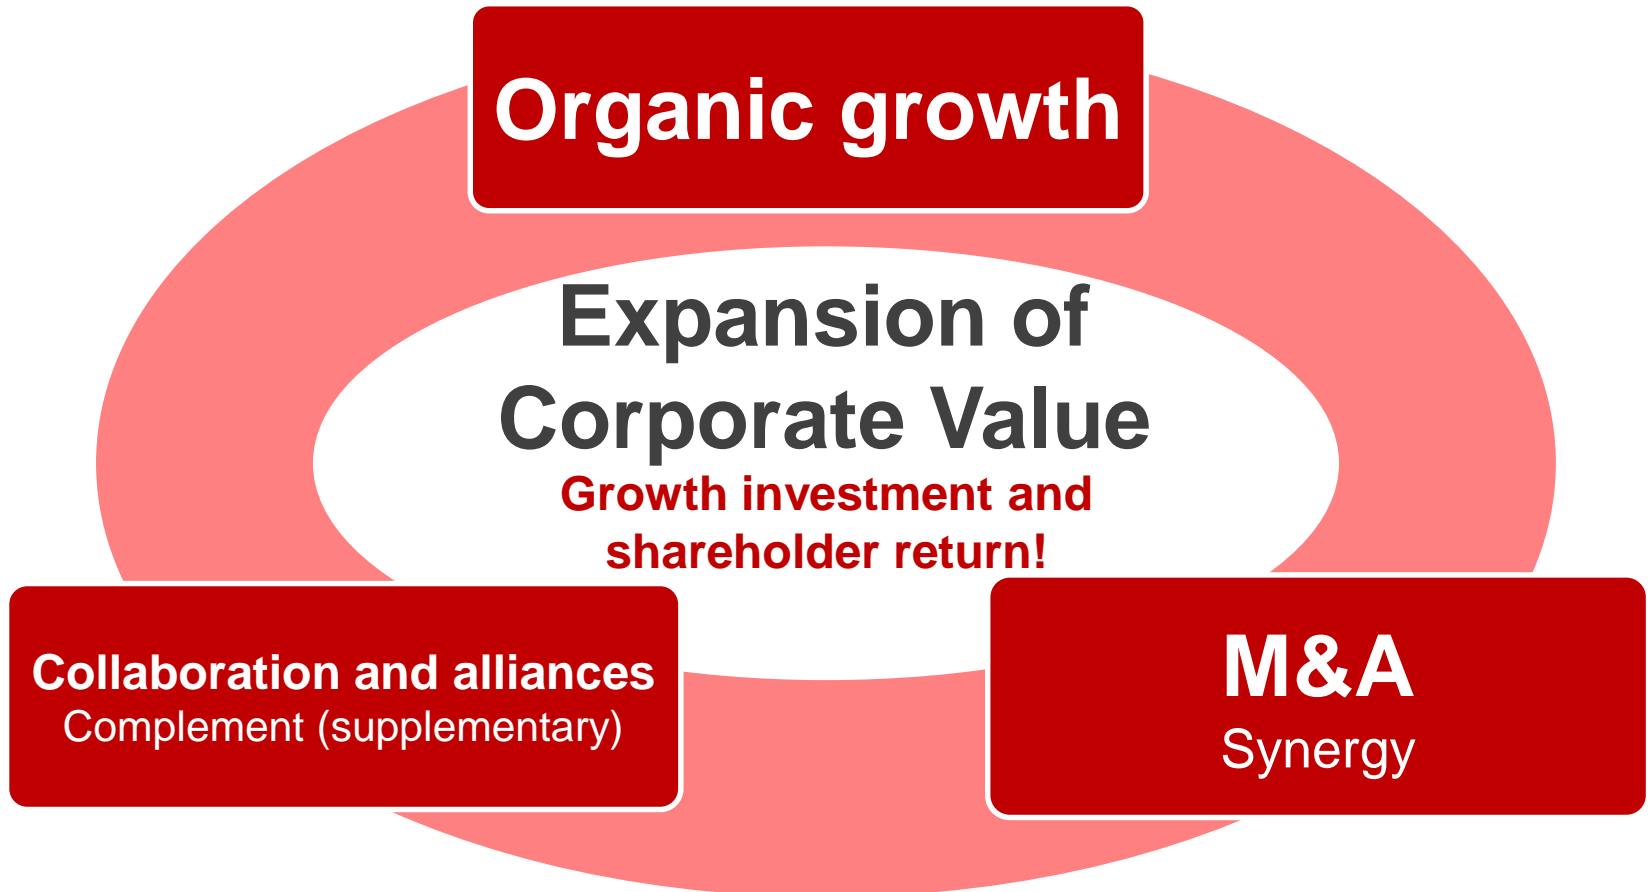 Organic growth
Expansion of
Corporate Value
Growth investment and
shareholder return!
Collaboration and alliances
Complement (supplementary)
M&A
Synergy